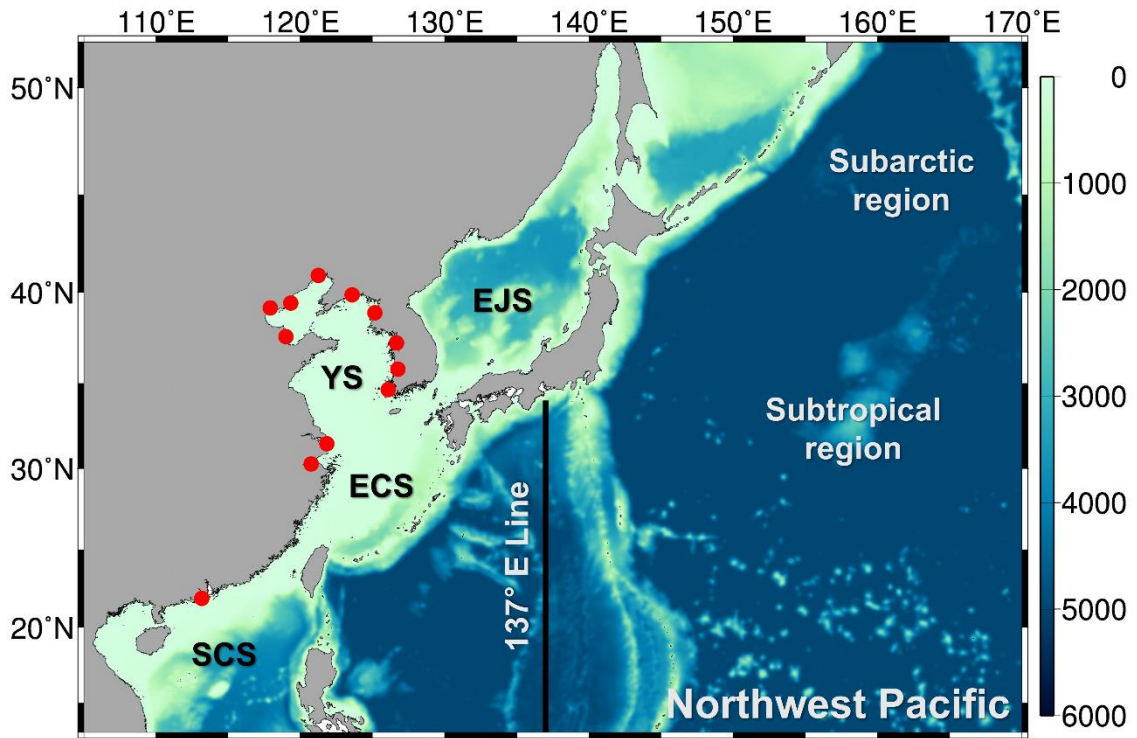 110°E 120°E 130°E 140°E 150°E 160°E 170°E
50°N
40°N
30°N
20°N
0
1000
2000
3000
4000
5000
6000
Subarctic
region
EJS
YS
Subtropical
region
ECS
137° E Line
SCS
Northwest Pacific